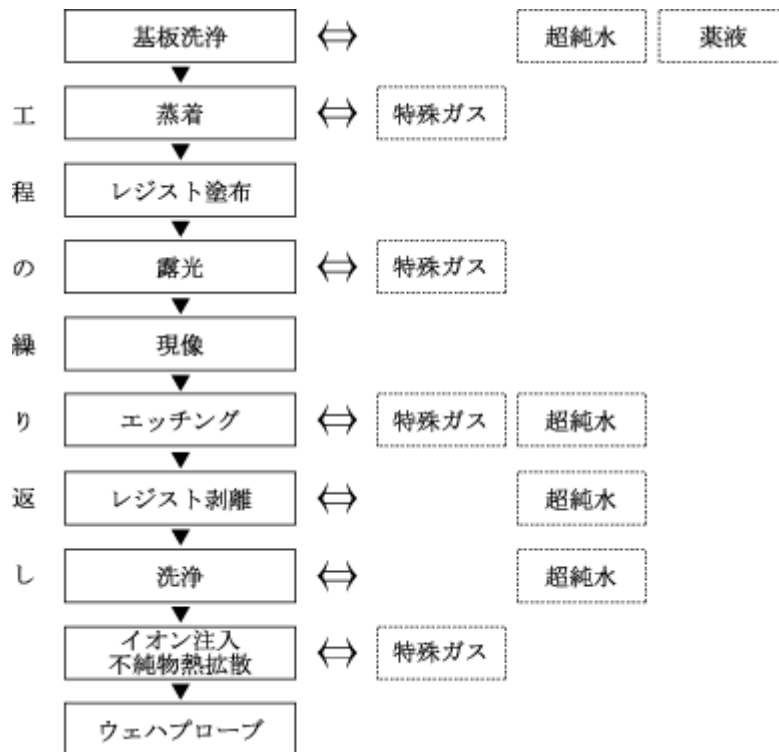 基板洗浄
超純水
薬液
工程の繰り返し
蒸着
特殊ガス
レジスト塗布
露光
特殊ガス
現像
エッチング
特殊ガス
超純水
レジスト剥離
超純水
洗浄
超純水
イオン注入
不純物熱拡散
特殊ガス
ウェハプローブ